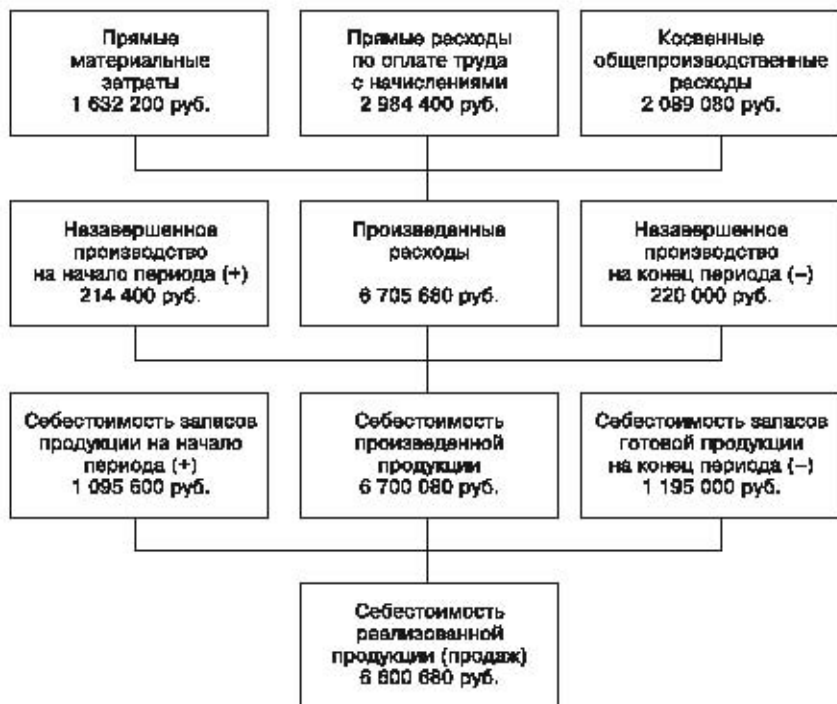 Прямые
материальные
затраты
1 632 200 руб.
Прямые расходы
по оплате труда
с начислениями
2 984 400 руб.
Косвенные
общепроизводственные
расходы
2 089 080 руб.
Незавершенное
производство
на начало периода (+)
214 400 руб.
Произведенные
расходы
6 705 680 руб.
Незавершенное
производство
на конец периода (–)
220 000 руб.
Себестоимость запасов
продукции на начало
периода (+)
1 095 600 руб.
Себестоимость
произведенной
продукции
6 700 080 руб.
Себестоимость запасов
готовой продукции
на конец периода (–)
1 195 000 руб.
Себестоимость
реализованной
продукции (продаж)
6 600 680 руб.